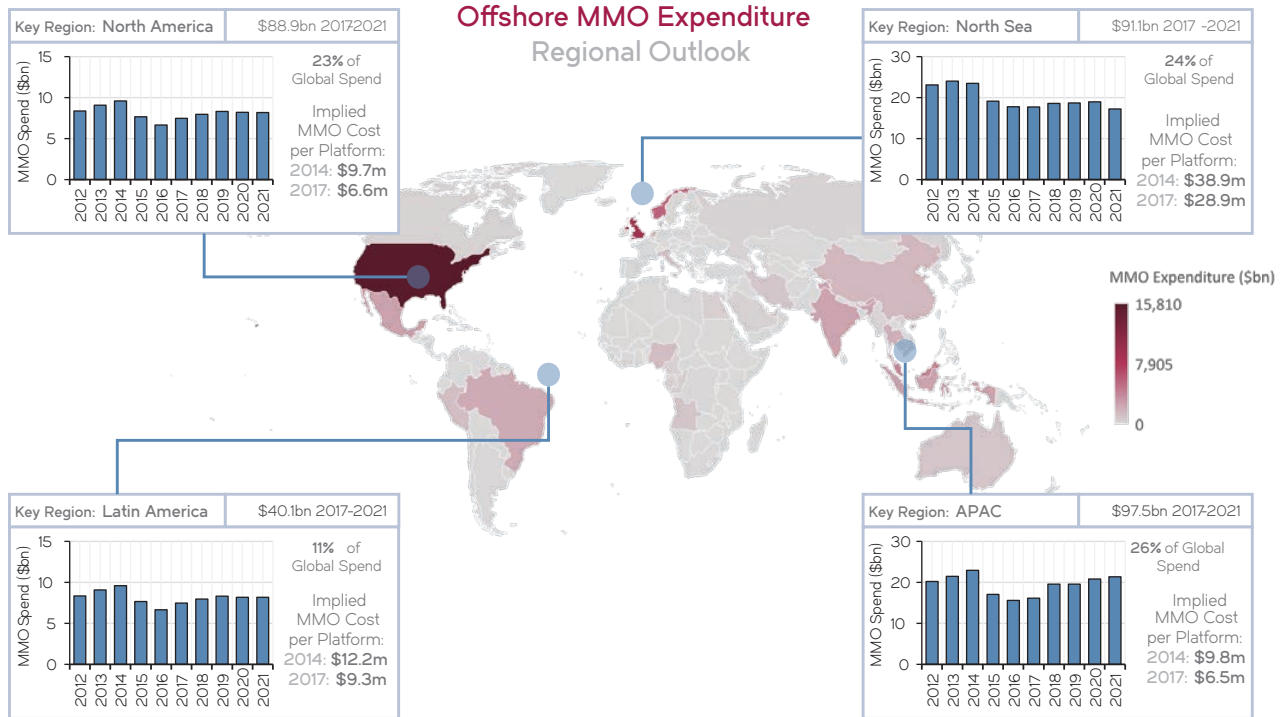 Offshore MMO Expenditure
Regional Outlook
Key Region: North America
$88.9bn 2017-2021
MMO Spend ($bn)
15
10
5
0
2012
2013
2014
2015
2016
2017
2018
2019
2020
2021
23% of
Global Spend
Implied
MMO Cost
per Platform:
2014: $9.7m
2017: $6.6m
Key Region: North Sea
$91.1bn 2017 -2021
MMO Spend ($bn)
30
20
10
0
2012
2013
2014
2015
2016
2017
2018
2019
2020
2021
24% of
Global Spend
Implied
MMO Cost
per Platform:
2014: $38.9m
2017: $28.9m
MMO Expenditure ($bn)
15,810
7,905
0
Key Region: Latin America
$40.1bn 2017-2021
MMO Spend ($bn)
15
10
5
0
2012
2013
2014
2015
2016
2017
2018
2019
2020
2021
11% of
Global Spend
Implied
MMO Cost
per Platform:
2014: $12.2m
2017: $9.3m
Key Region: APAC
$97.5bn 2017-2021
MMO Spend ($bn)
30
20
10
0
2012
2013
2014
2015
2016
2017
2018
2019
2020
2021
26% of Global
Spend
Implied
MMO Cost
per Platform:
2014: $9.8m
2017: $6.5m